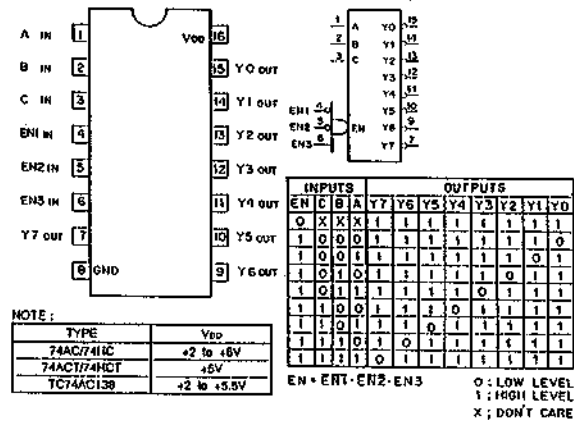 A IN 1
B IN 2
C IN 3
EN1 IN 4
EN2 IN 5
EN3 IN 6
Y7 OUT 7
8 GND
VDD 16
15 Y0 OUT
14 Y1 OUT
13 Y2 OUT
12 Y3 OUT
11 Y4 OUT
10 Y5 OUT
9 Y6 OUT
1 A Y0 15
2 B Y1 14
3 C Y2 13
Y3 12
Y4 11
EN1 4 Y5 10
EN2 5 EN Y6 9
EN3 6 Y7 7
INPUTS OUTPUTS
EN C B A Y7 Y6 Y5 Y4 Y3 Y2 Y1 Y0
0 X X X 1 1 1 1 1 1 1 1
1 0 0 0 1 1 1 1 1 1 1 0
1 0 0 1 1 1 1 1 1 1 0 1
1 0 1 0 1 1 1 1 1 0 1 1
1 0 1 1 1 1 1 1 0 1 1 1
1 1 0 0 1 1 1 0 1 1 1 1
1 1 0 1 1 1 0 1 1 1 1 1
1 1 1 0 1 0 1 1 1 1 1 1
1 1 1 1 0 1 1 1 1 1 1 1
EN = EN1·EN2·EN3
0 : LOW LEVEL
1 ; HIGH LEVEL
X ; DON'T CARE
NOTE ;
TYPE VDD
74AC/74HC +2 to +6V
74ACT/74HCT +5V
TC74AC138 +2 to +5.5V